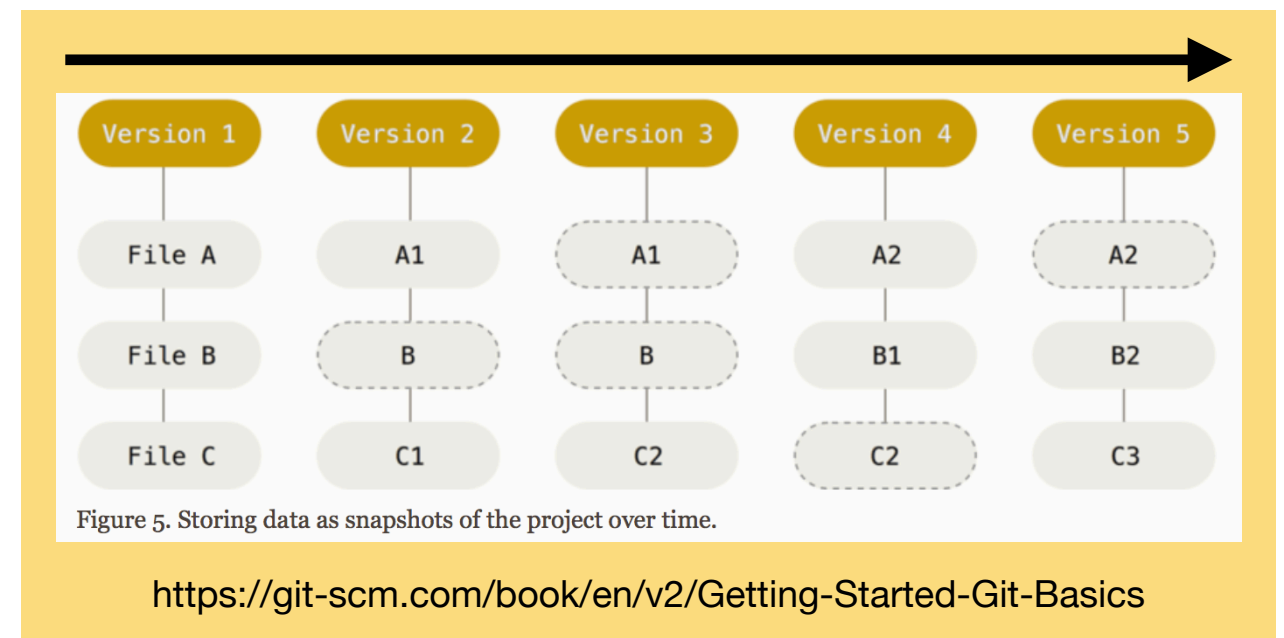 Version 1 Version 2 Version 3 Version 4 Version 5
File A A1 A1 A2 A2
File B B B B1 B2
File C C1 C2 C2 C3
Figure 5. Storing data as snapshots of the project over time.
https://git-scm.com/book/en/v2/Getting-Started-Git-Basics